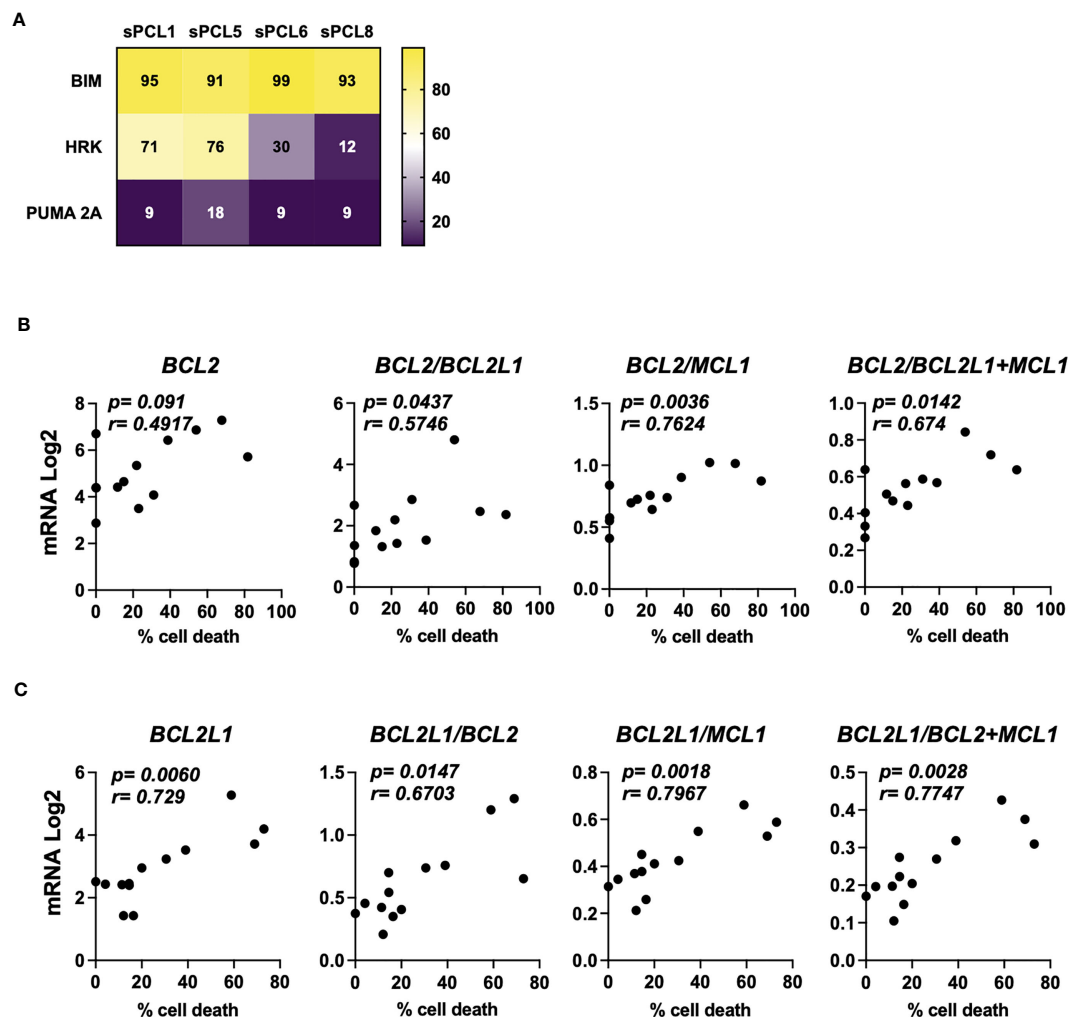 A
sPCL1 sPCL5 sPCL6 sPCL8
BIM 95 91 99 93
HRK 71 76 30 12
PUMA 2A 9 18 9 9
80
60
40
20
B
BCL2
p= 0.091
r= 0.4917
mRNA Log2
8
6
4
2
0
0 20 40 60 80 100
% cell death
BCL2/BCL2L1
p= 0.0437
r= 0.5746
6
4
2
0
0 20 40 60 80 100
% cell death
BCL2/MCL1
p= 0.0036
r= 0.7624
1.5
1.0
0.5
0.0
0 20 40 60 80 100
% cell death
BCL2/BCL2L1+MCL1
p= 0.0142
r= 0.674
1.0
0.8
0.6
0.4
0.2
0.0
0 20 40 60 80 100
% cell death
C
BCL2L1
p= 0.0060
r= 0.729
mRNA Log2
6
4
2
0
0 20 40 60 80
% cell death
BCL2L1/BCL2
p= 0.0147
r= 0.6703
1.5
1.0
0.5
0.0
0 20 40 60 80
% cell death
BCL2L1/MCL1
p= 0.0018
r= 0.7967
0.8
0.6
0.4
0.2
0.0
0 20 40 60 80
% cell death
BCL2L1/BCL2+MCL1
p= 0.0028
r= 0.7747
0.5
0.4
0.3
0.2
0.1
0.0
0 20 40 60 80
% cell death